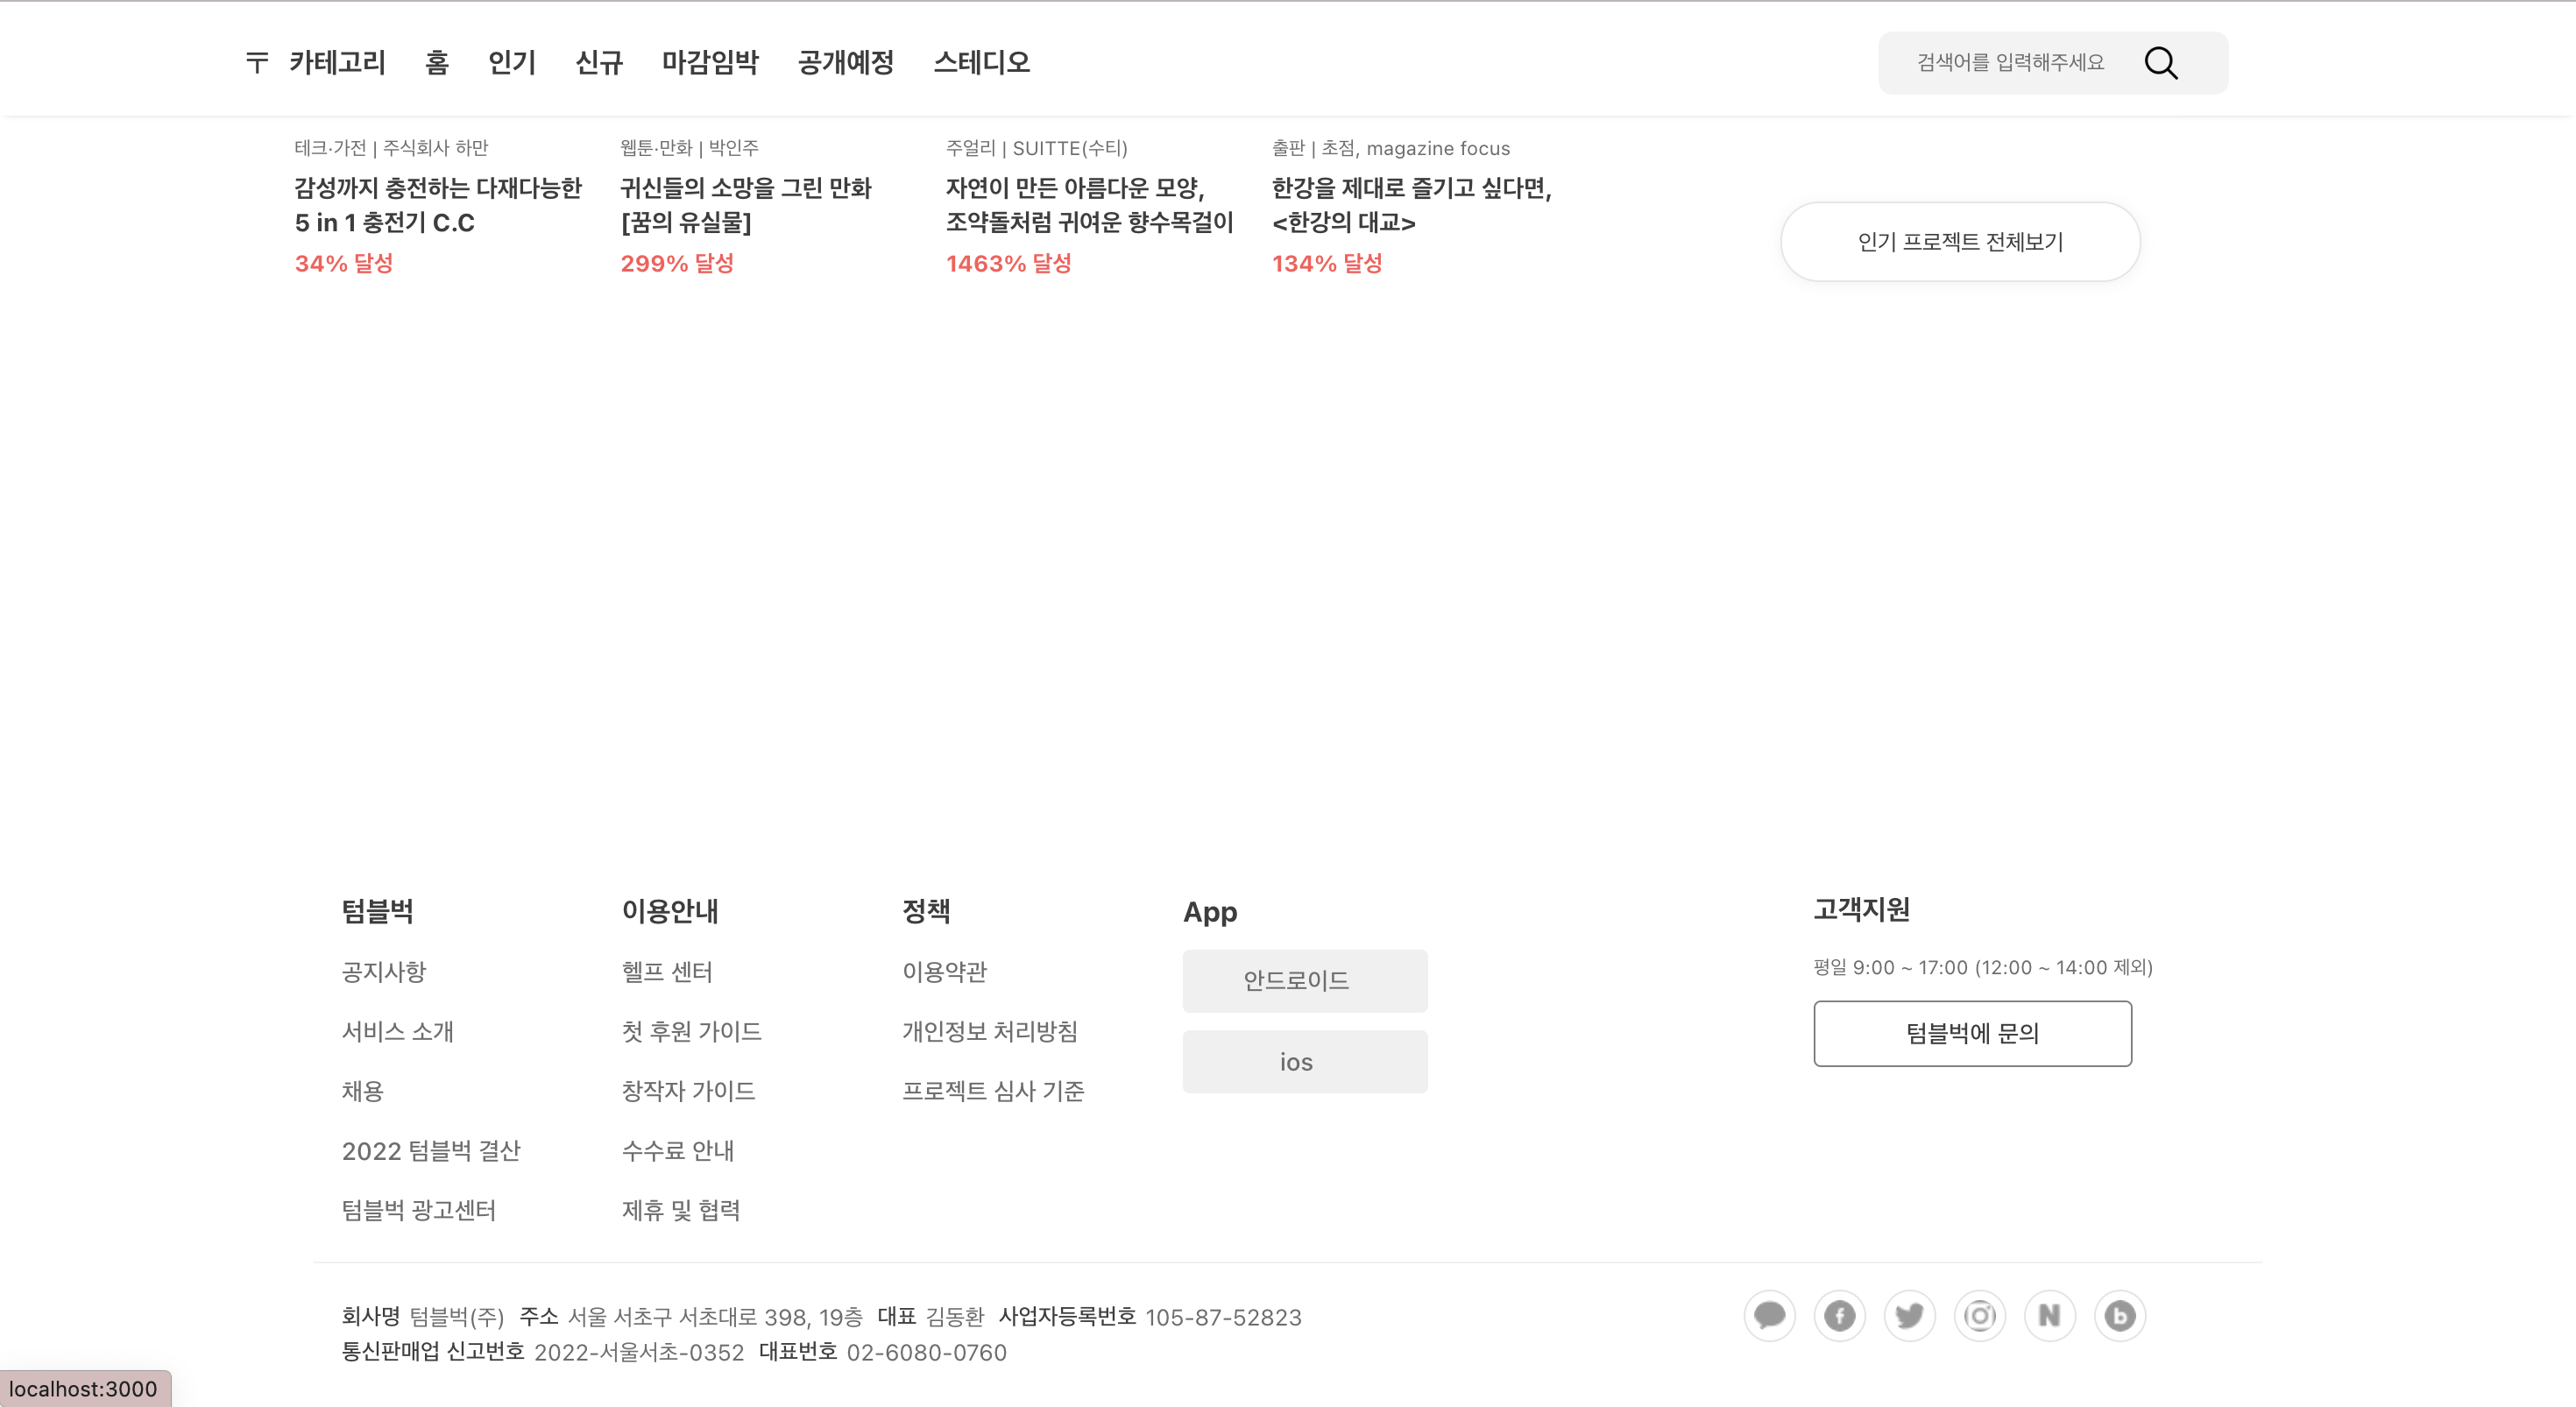 카테고리 홈 인기 신규 마감임박 공개예정 스테디오
검색어를 입력해주세요
테크·가전 | 주식회사 하만
감성까지 충전하는 다재다능한
5 in 1 충전기 C.C
34% 달성
웹툰·만화 | 박인주
귀신들의 소망을 그린 만화
[꿈의 유실물]
299% 달성
주얼리 | SUITTE(수티)
자연이 만든 아름다운 모양,
조약돌처럼 귀여운 향수목걸이
1463% 달성
출판 | 초점, magazine focus
한강을 제대로 즐기고 싶다면,
<한강의 대교>
134% 달성
인기 프로젝트 전체보기
텀블벅
공지사항
서비스 소개
채용
2022 텀블벅 결산
텀블벅 광고센터
이용안내
헬프 센터
첫 후원 가이드
창작자 가이드
수수료 안내
제휴 및 협력
정책
이용약관
개인정보 처리방침
프로젝트 심사 기준
App
안드로이드
ios
고객지원
평일 9:00 ~ 17:00 (12:00 ~ 14:00 제외)
텀블벅에 문의
회사명 텀블벅(주) 주소 서울 서초구 서초대로 398, 19층 대표 김동환 사업자등록번호 105-87-52823
통신판매업 신고번호 2022-서울서초-0352 대표번호 02-6080-0760
f N b
localhost:3000